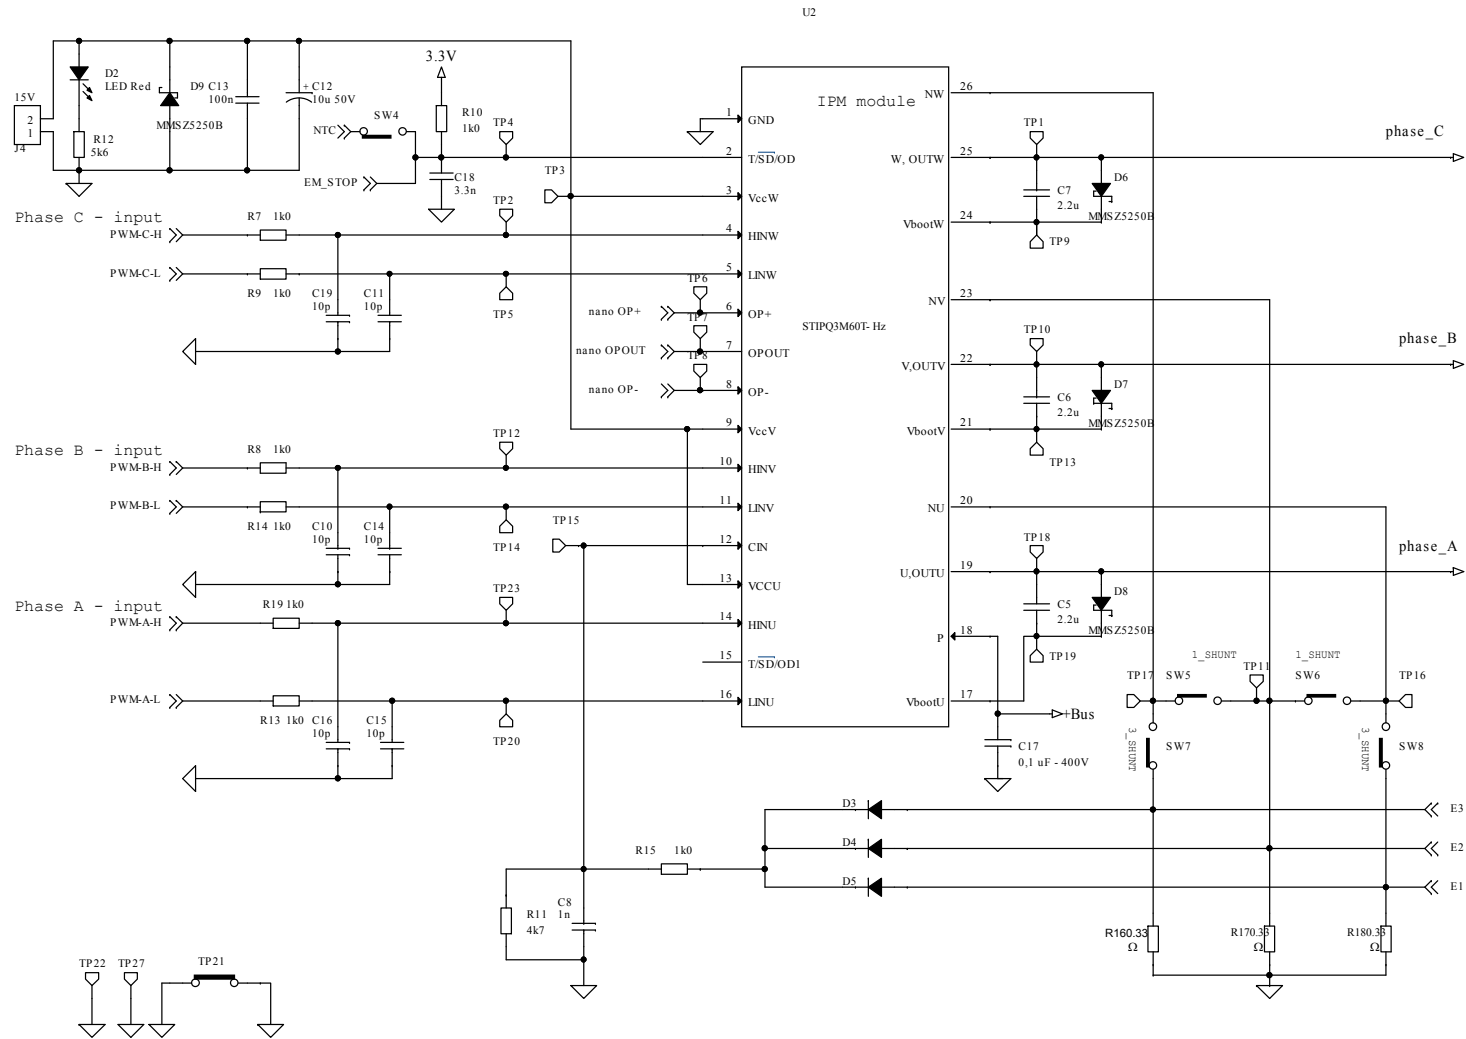 U2
15V
2
1
J4
D2
LED Red
R12
5k6
D9
MMSZ5250B
C13
100n
+ C12
10u 50V
3.3V
R10
1k0
NTC
SW4
TP4
EM_STOP
C18
3.3n
TP3
Phase C - input
PWM-C-H
R7 1k0
TP2
PWM-C-L
R9 1k0
C19
10p
C11
10p
TP5
nano OP+
TP6
nano OPOUT
TP7
nano OP-
TP8
Phase B - input
PWM-B-H
R8 1k0
TP12
PWM-B-L
R14 1k0
C10
10p
C14
10p
TP14
TP15
Phase A - input
PWM-A-H
R19 1k0
TP23
PWM-A-L
R13 1k0
C16
10p
C15
10p
TP20
IPM module
STIPQ3M60T- Hz
1 GND
2 T/SD/OD
3 VccW
4 HINW
5 LINW
6 OP+
7 OPOUT
8 OP-
9 VccV
10 HINV
11 LINV
12 CIN
13 VCCU
14 HINU
15 T/SD/OD1
16 LINU
NW 26
W, OUTW 25
VbootW 24
NV 23
V,OUTV 22
VbootV 21
NU 20
U,OUTU 19
P 18
VbootU 17
TP1
C7
2.2u
D6
MMSZ5250B
TP9
phase_C
TP10
C6
2.2u
D7
MMSZ5250B
TP13
phase_B
TP18
C5
2.2u
D8
MMSZ5250B
TP19
phase_A
+Bus
C17
0,1 uF - 400V
1_SHUNT
1_SHUNT
TP17
SW5
TP11
SW6
TP16
3_SHUNT
SW7
3_SHUNT
SW8
D3
E3
D4
E2
D5
E1
R15 1k0
R11
4k7
C8
1n
R160.33
Ω
R170.33
Ω
R180.33
Ω
TP22
TP27
TP21